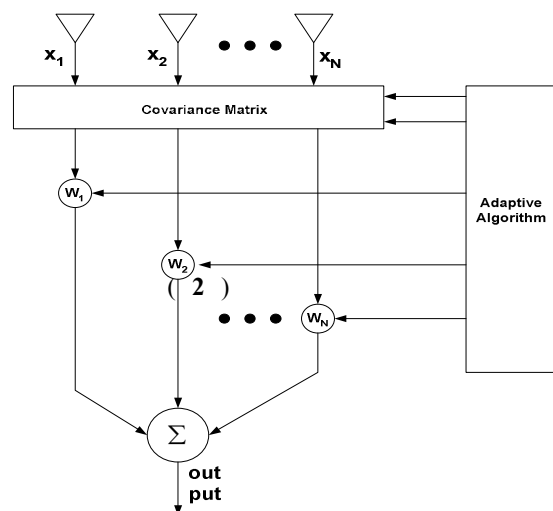 x1 x2 xN
Covariance Matrix
W1
Adaptive
Algorithm
W2
( 2 )
WN
Σ
out
put